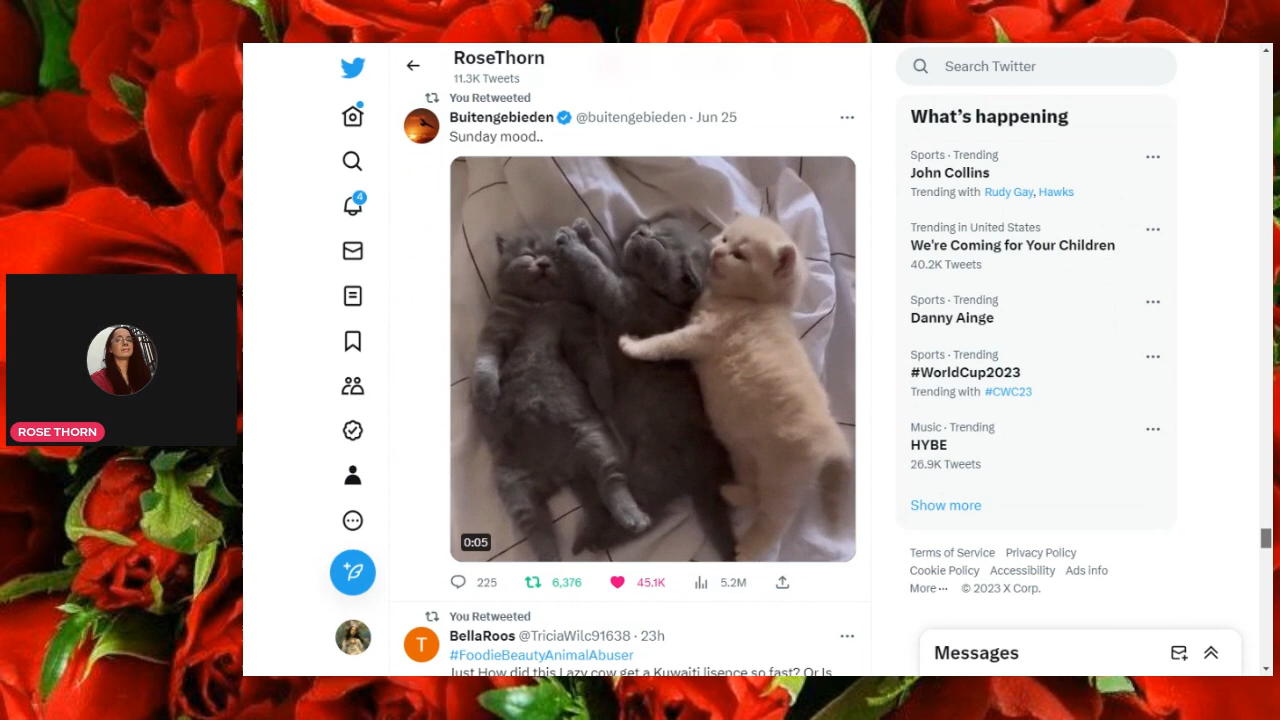 RoseThorn
11.3K Tweets
You Retweeted
Buitengebieden @buitengebieden · Jun 25
Sunday mood..
0:05
225 6,376 45.1K 5.2M
You Retweeted
T
BellaRoos @TriciaWilc91638 · 23h
#FoodieBeautyAnimalAbuser
Just How did this Lazy cow get a Kuwaiti lisence so fast? Or Is
4
ROSE THORN
Search Twitter
What's happening
Sports · Trending
John Collins
Trending with Rudy Gay, Hawks
Trending in United States
We're Coming for Your Children
40.2K Tweets
Sports · Trending
Danny Ainge
Sports · Trending
#WorldCup2023
Trending with #CWC23
Music · Trending
HYBE
26.9K Tweets
Show more
Terms of Service Privacy Policy
Cookie Policy Accessibility Ads info
More ··· © 2023 X Corp.
Messages